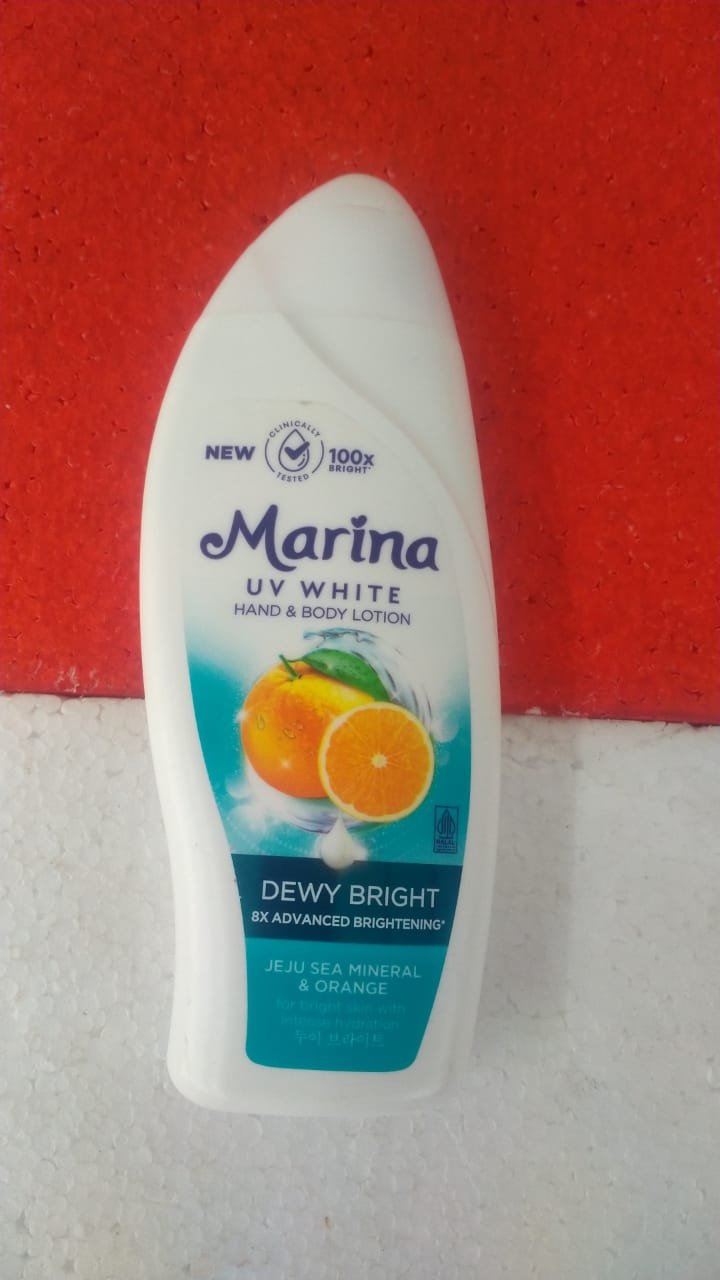 NEW
CLINICALLY
TESTED
100x
BRIGHT*
Marina
UV WHITE
HAND & BODY LOTION
HALAL
DEWY BRIGHT
8X ADVANCED BRIGHTENING*
JEJU SEA MINERAL
& ORANGE
for bright skin with
intense hydration
두이 브라이트